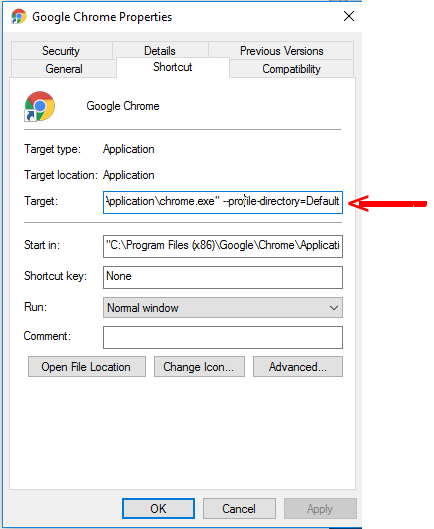 Google Chrome Properties
Security Details Previous Versions
General Shortcut Compatibility
Google Chrome
Target type: Application
Target location: Application
Target: Application\chrome.exe" --profile-directory=Default
Start in: "C:\Program Files (x86)\Google\Chrome\Applicati
Shortcut key: None
Run: Normal window
Comment:
Open File Location Change Icon... Advanced...
OK Cancel Apply